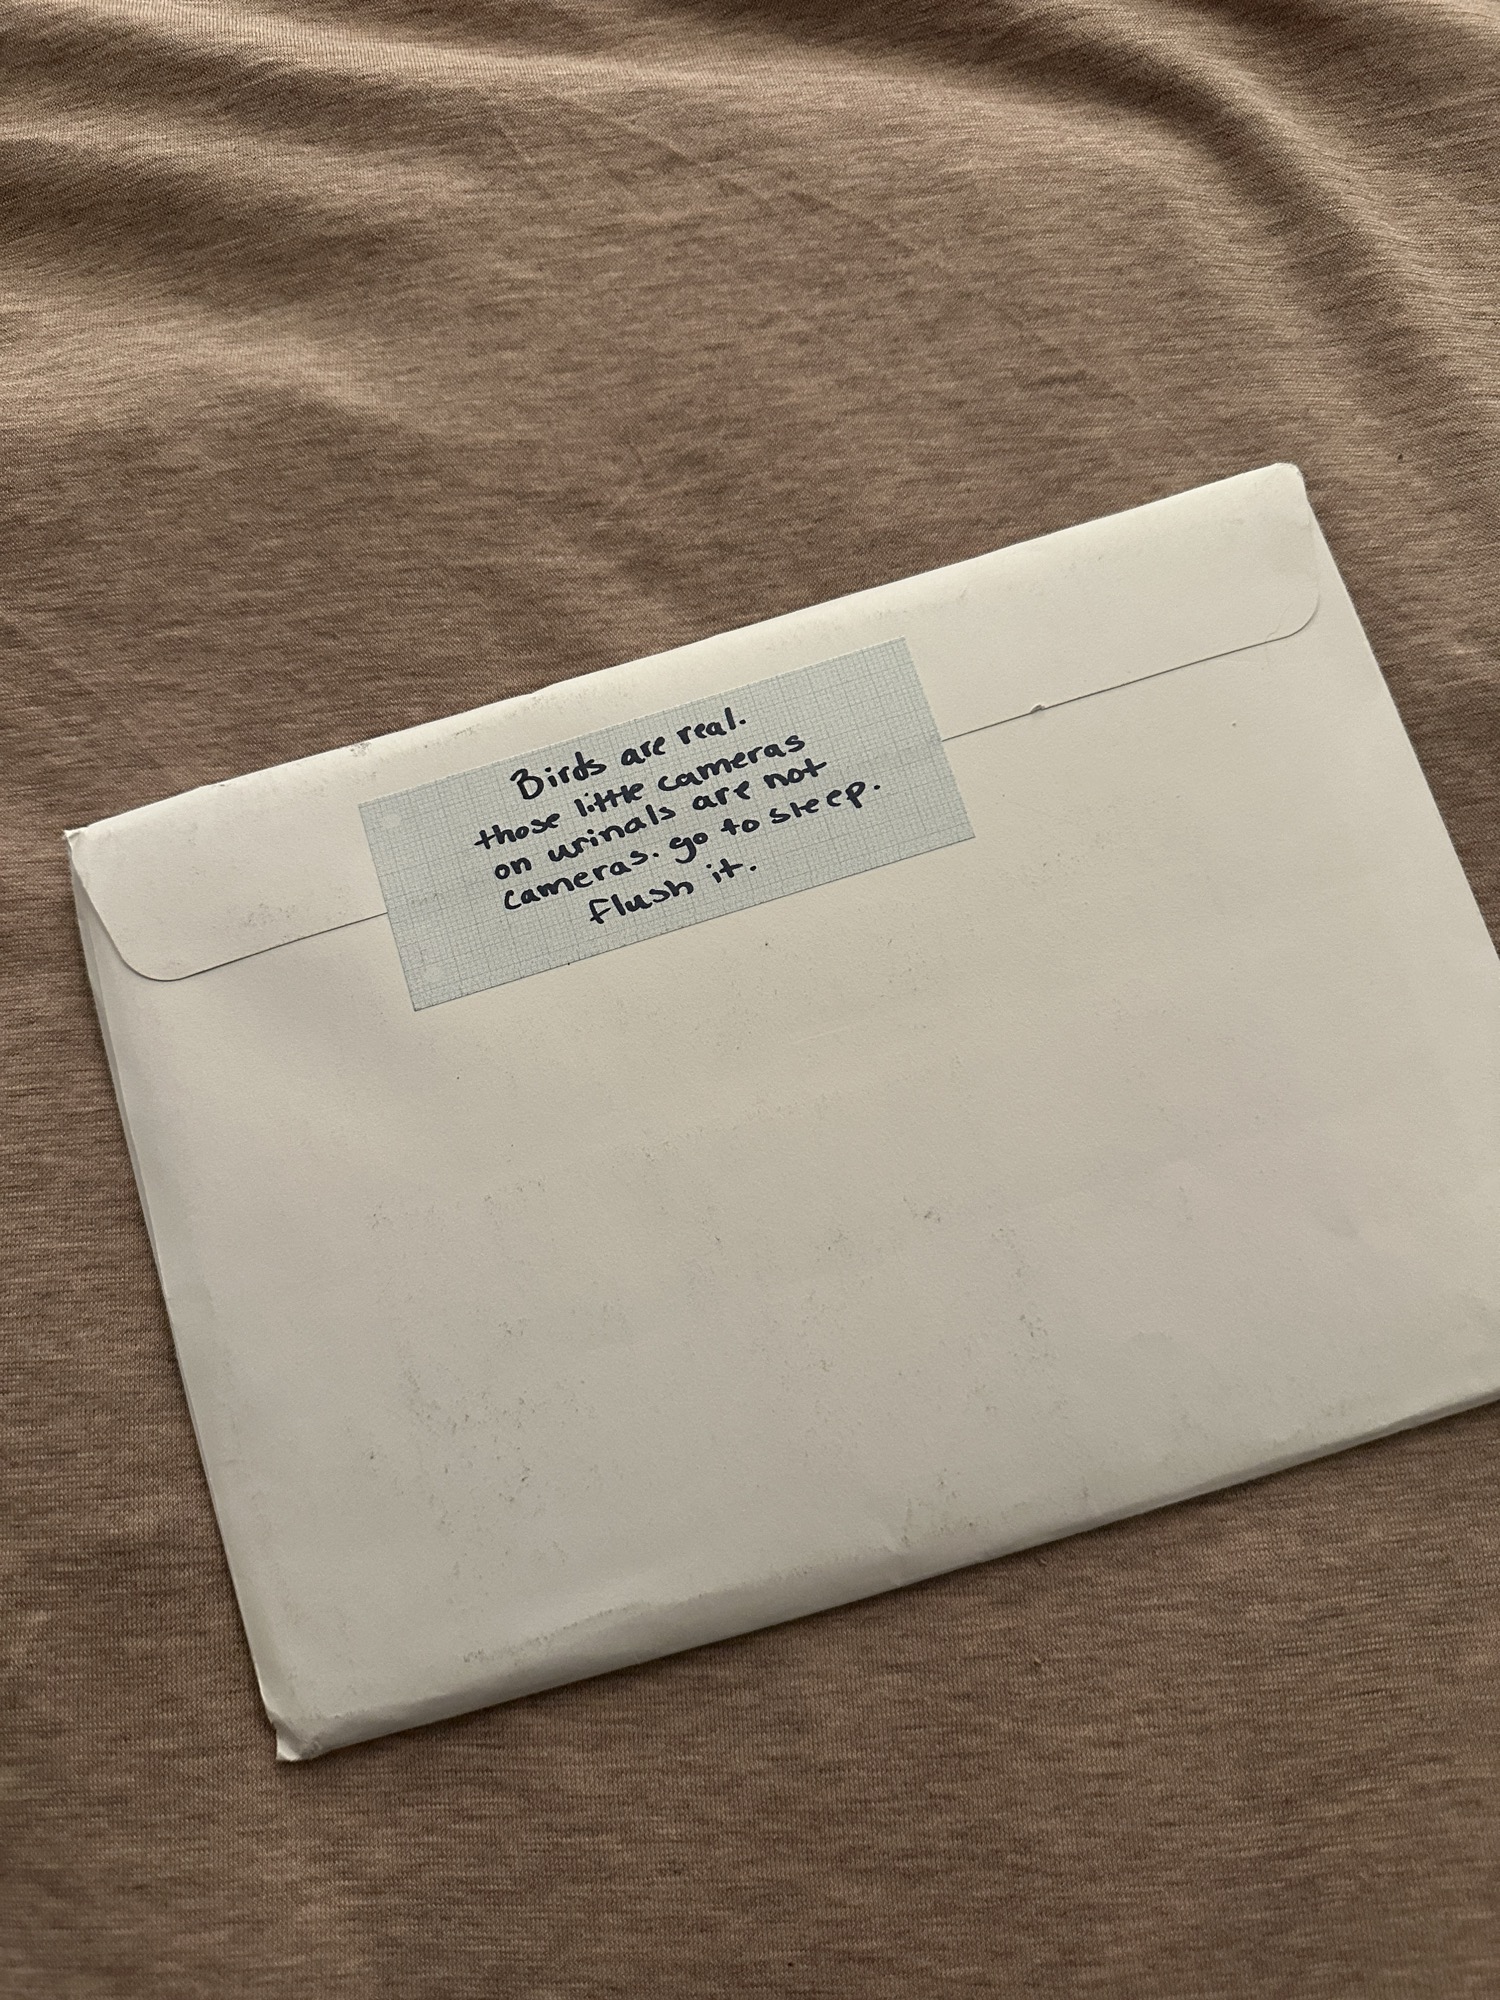 Birds are real.
those little cameras
on urinals are not
cameras. go to sleep.
flush it.